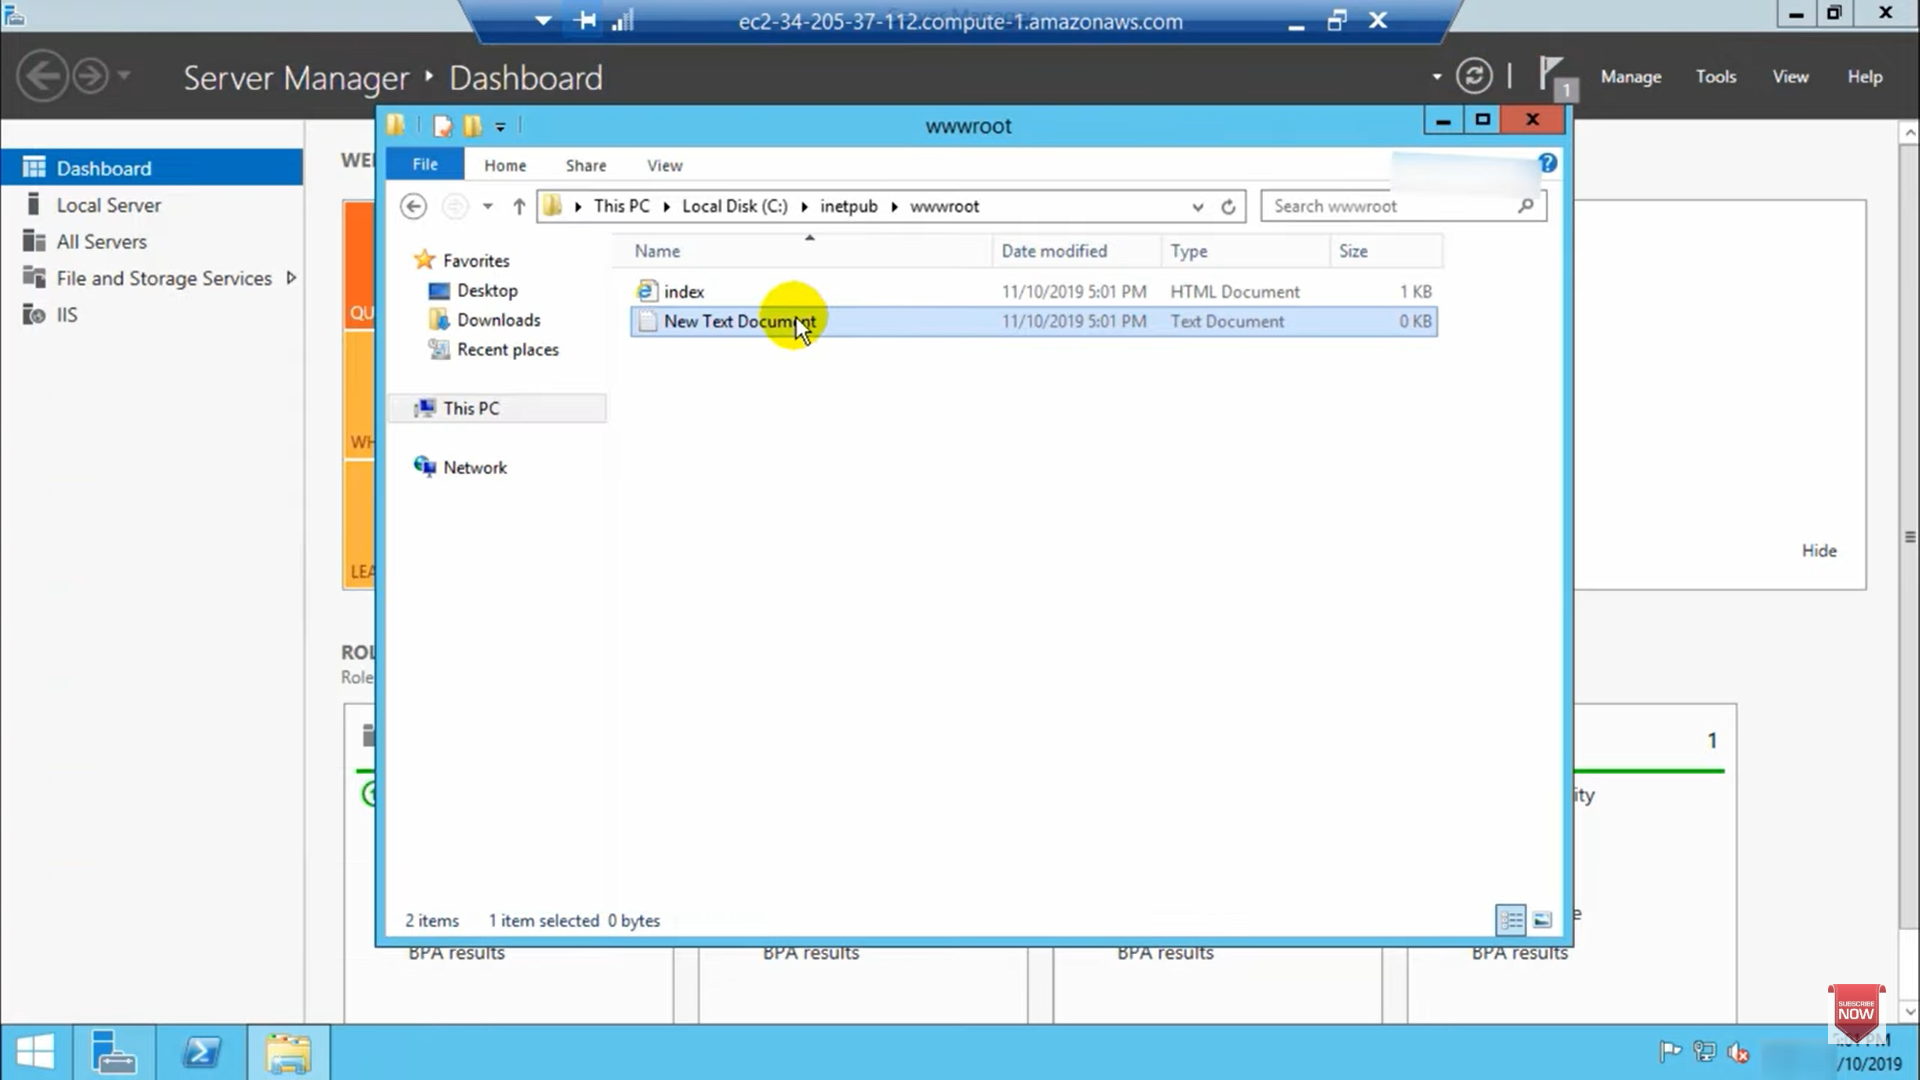 ec2-34-205-37-112.compute-1.amazonaws.com
Server Manager ‣ Dashboard
1
Manage
Tools
View
Help
Dashboard
Local Server
All Servers
File and Storage Services
IIS
WEL
QU
WH
LEA
Hide
wwwroot
File
Home
Share
View
This PC
Local Disk (C:)
inetpub
wwwroot
Search wwwroot
Name
Date modified
Type
Size
Favorites
Desktop
Downloads
Recent places
This PC
Network
index
11/10/2019 5:01 PM
HTML Document
1 KB
New Text Document
11/10/2019 5:01 PM
Text Document
0 KB
2 items
1 item selected 0 bytes
ROL
Role
1
ity
e
BPA results
BPA results
BPA results
BPA results
SUBSCRIBE
NOW
PM
/10/2019